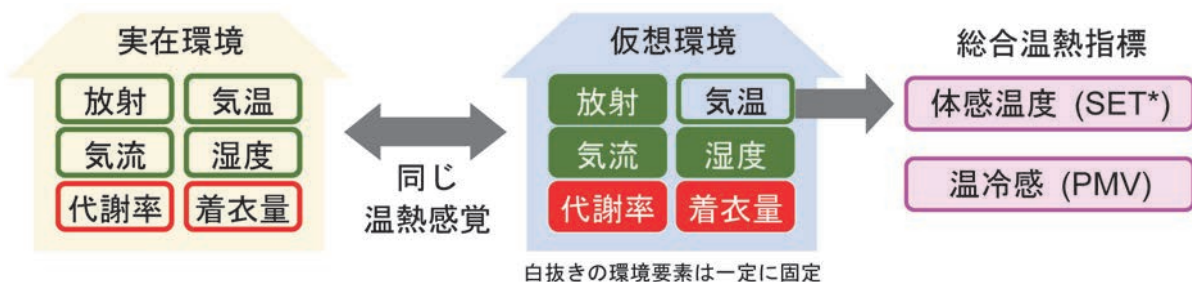 実在環境
放射 気温
気流 湿度
代謝率 着衣量
同じ
温熱感覚
仮想環境
放射 気温
気流 湿度
代謝率 着衣量
白抜きの環境要素は一定に固定
総合温熱指標
体感温度 (SET*)
温冷感 (PMV)